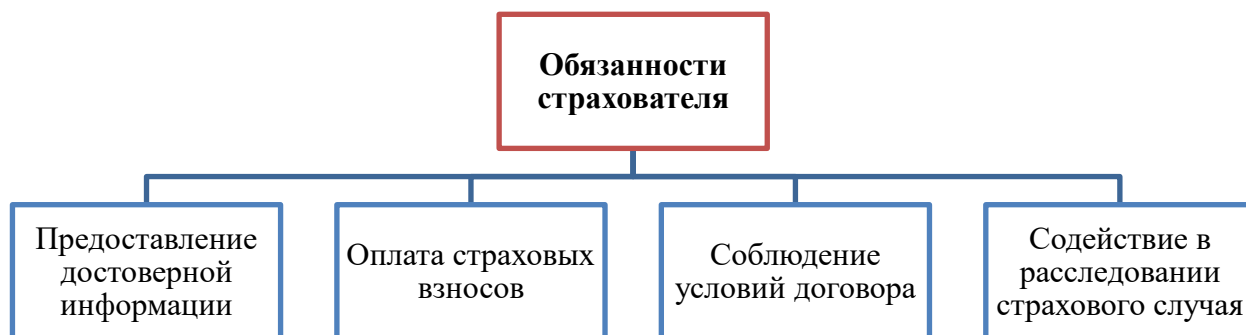 Обязанности
страхователя
Предоставление
достоверной
информации
Оплата страховых
взносов
Соблюдение
условий договора
Содействие в
расследовании
страхового случая